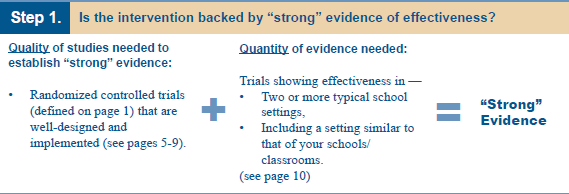 Step 1. Is the intervention backed by “strong” evidence of effectiveness?
Quality of studies needed to
establish “strong” evidence:
• Randomized controlled trials
(defined on page 1) that are
well-designed and
implemented (see pages 5-9).
+
Quantity of evidence needed:
Trials showing effectiveness in —
• Two or more typical school
settings,
• Including a setting similar to
that of your schools/
classrooms.
(see page 10)
=
“Strong”
Evidence